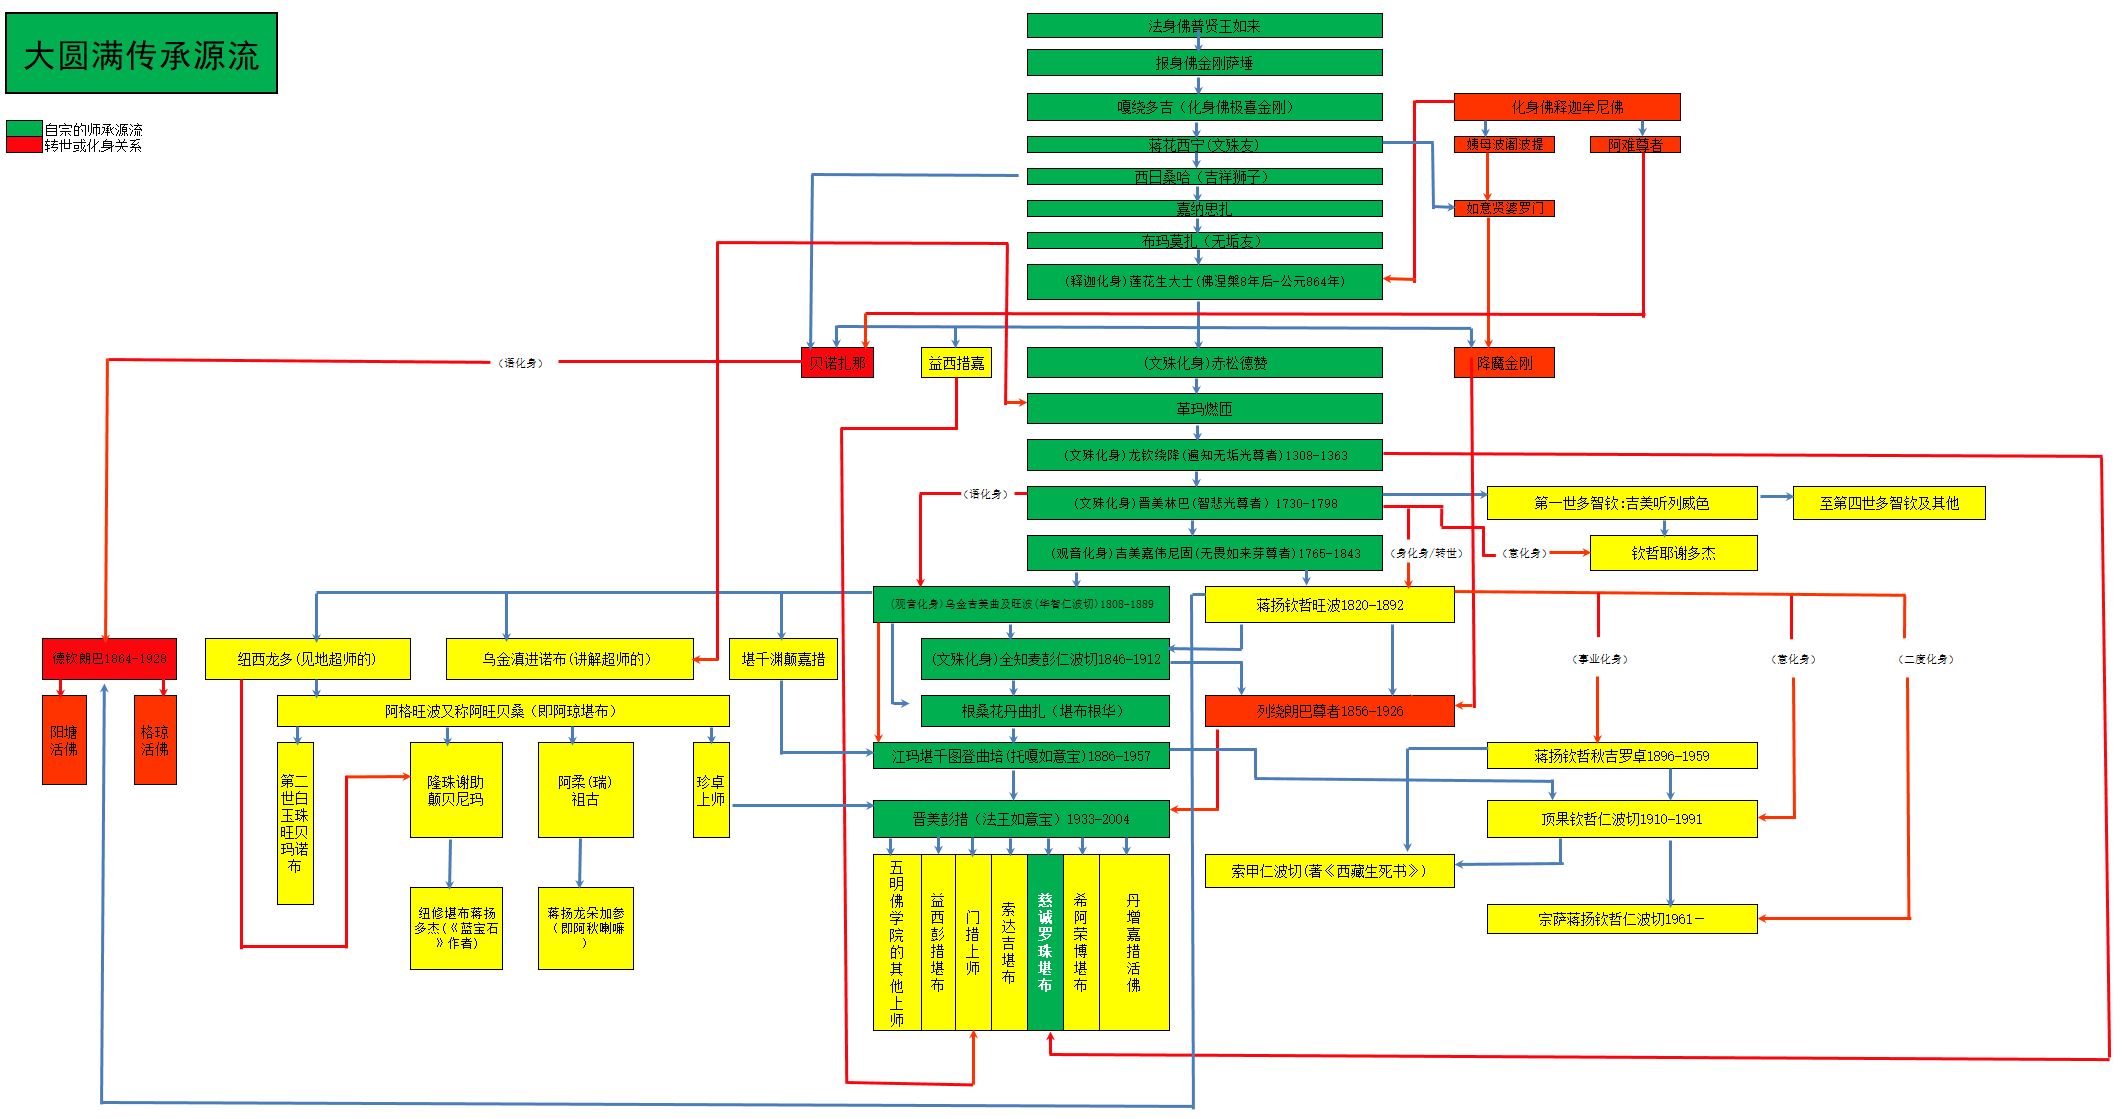 大圆满传承源流
自宗的师承源流
转世或化身关系
法身佛普贤王如来
报身佛金刚萨埵
嘎绕多吉（化身佛极喜金刚）
化身佛释迦牟尼佛
蒋花西宁(文殊友)
姨母波阇波提
阿难尊者
西日桑哈（吉祥狮子）
嘉纳思扎
如意贤婆罗门
布玛莫扎（无垢友）
(释迦化身)莲花生大士(佛涅槃8年后-公元864年)
贝诺扎那
益西措嘉
(文殊化身)赤松德赞
降魔金刚
（语化身）
革玛燃匝
(文殊化身)龙钦绕降(遍知无垢光尊者)1308-1363
（语化身）
(文殊化身)晋美林巴(智悲光尊者）1730-1798
第一世多智钦:吉美听列威色
至第四世多智钦及其他
(观音化身)吉美嘉伟尼固(无畏如来芽尊者)1765-1843
（身化身/转世）
（意化身）
钦哲耶谢多杰
(观音化身)乌金吉美曲及旺波(华智仁波切)1808-1889
蒋扬钦哲旺波1820-1892
德钦朗巴1864-1928
纽西龙多(见地超师的)
乌金滇进诺布(讲解超师的）
堪千渊颠嘉措
(文殊化身)全知麦彭仁波切1846-1912
（事业化身）
（意化身）
（二度化身）
阳塘
活佛
格琼
活佛
阿格旺波又称阿旺贝桑（即阿琼堪布）
根桑花丹曲扎（堪布根华）
列绕朗巴尊者1856-1926
第二
世白
玉珠
旺贝
玛诺
布
隆珠谢助
颠贝尼玛
阿柔(瑞)
祖古
珍卓
上师
江玛堪千图登曲培(托嘎如意宝)1886-1957
蒋扬钦哲秋吉罗卓1896-1959
晋美彭措（法王如意宝）1933-2004
顶果钦哲仁波切1910-1991
索甲仁波切(著《西藏生死书》)
纽修堪布蒋扬
多杰(《蓝宝石
》作者)
蒋扬龙朵加参
（即阿秋喇嘛
）
五明佛学院的其他上师
益西彭措堪布
门措上师
索达吉堪布
慈诚罗珠堪布
希阿荣博堪布
丹增嘉措活佛
宗萨蒋扬钦哲仁波切1961－